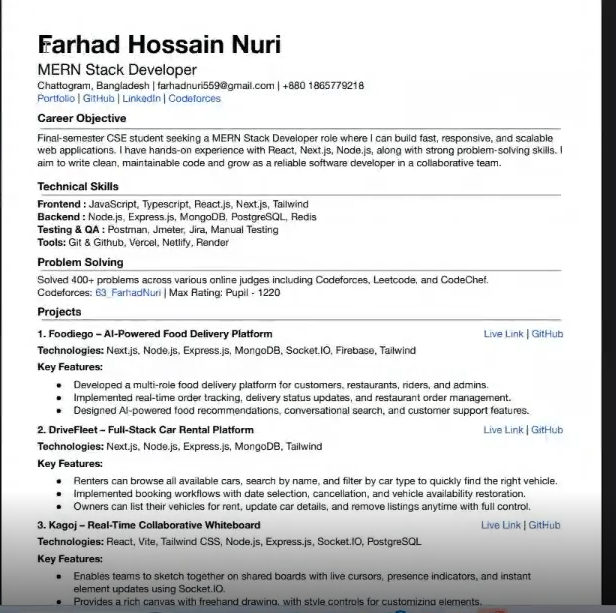 Farhad Hossain Nuri
MERN Stack Developer
Chattogram, Bangladesh | farhadnuri559@gmail.com | +880 1865779218
Portfolio | GitHub | LinkedIn | Codeforces
Career Objective
Final-semester CSE student seeking a MERN Stack Developer role where I can build fast, responsive, and scalable
web applications. I have hands-on experience with React, Next.js, Node.js, along with strong problem-solving skills. I
aim to write clean, maintainable code and grow as a reliable software developer in a collaborative team.
Technical Skills
Frontend : JavaScript, Typescript, React.js, Next.js, Tailwind
Backend : Node.js, Express.js, MongoDB, PostgreSQL, Redis
Testing & QA : Postman, Jmeter, Jira, Manual Testing
Tools: Git & Github, Vercel, Netlify, Render
Problem Solving
Solved 400+ problems across various online judges including Codeforces, Leetcode, and CodeChef.
Codeforces: 63_FarhadNuri | Max Rating: Pupil - 1220
Projects
1. Foodiego – AI-Powered Food Delivery Platform Live Link | GitHub
Technologies: Next.js, Node.js, Express.js, MongoDB, Socket.IO, Firebase, Tailwind
Key Features:
● Developed a multi-role food delivery platform for customers, restaurants, riders, and admins.
● Implemented real-time order tracking, delivery status updates, and restaurant order management.
● Designed AI-powered food recommendations, conversational search, and customer support features.
2. DriveFleet – Full-Stack Car Rental Platform Live Link | GitHub
Technologies: Next.js, Node.js, Express.js, MongoDB, Tailwind
Key Features:
● Renters can browse all available cars, search by name, and filter by car type to quickly find the right vehicle.
● Implemented booking workflows with date selection, cancellation, and vehicle availability restoration.
● Owners can list their vehicles for rent, update car details, and remove listings anytime with full control.
3. Kagoj – Real-Time Collaborative Whiteboard Live Link | GitHub
Technologies: React, Vite, Tailwind CSS, Node.js, Express.js, Socket.IO, PostgreSQL
Key Features:
● Enables teams to sketch together on shared boards with live cursors, presence indicators, and instant
element updates using Socket.IO.
● Provides a rich canvas with freehand drawing, with style controls for customizing elements.